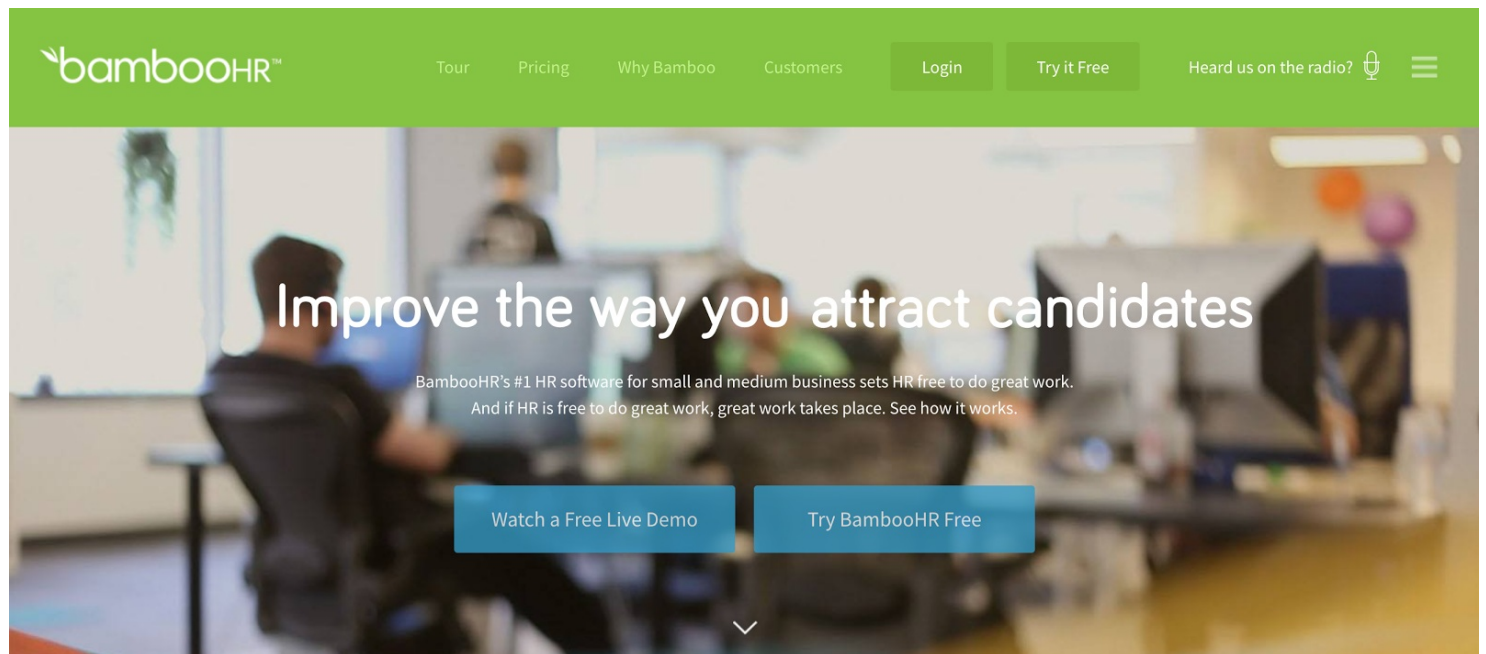 bambooHR™
Tour Pricing Why Bamboo Customers Login Try it Free Heard us on the radio?
Improve the way you attract candidates
BambooHR’s #1 HR software for small and medium business sets HR free to do great work.
And if HR is free to do great work, great work takes place. See how it works.
Watch a Free Live Demo Try BambooHR Free